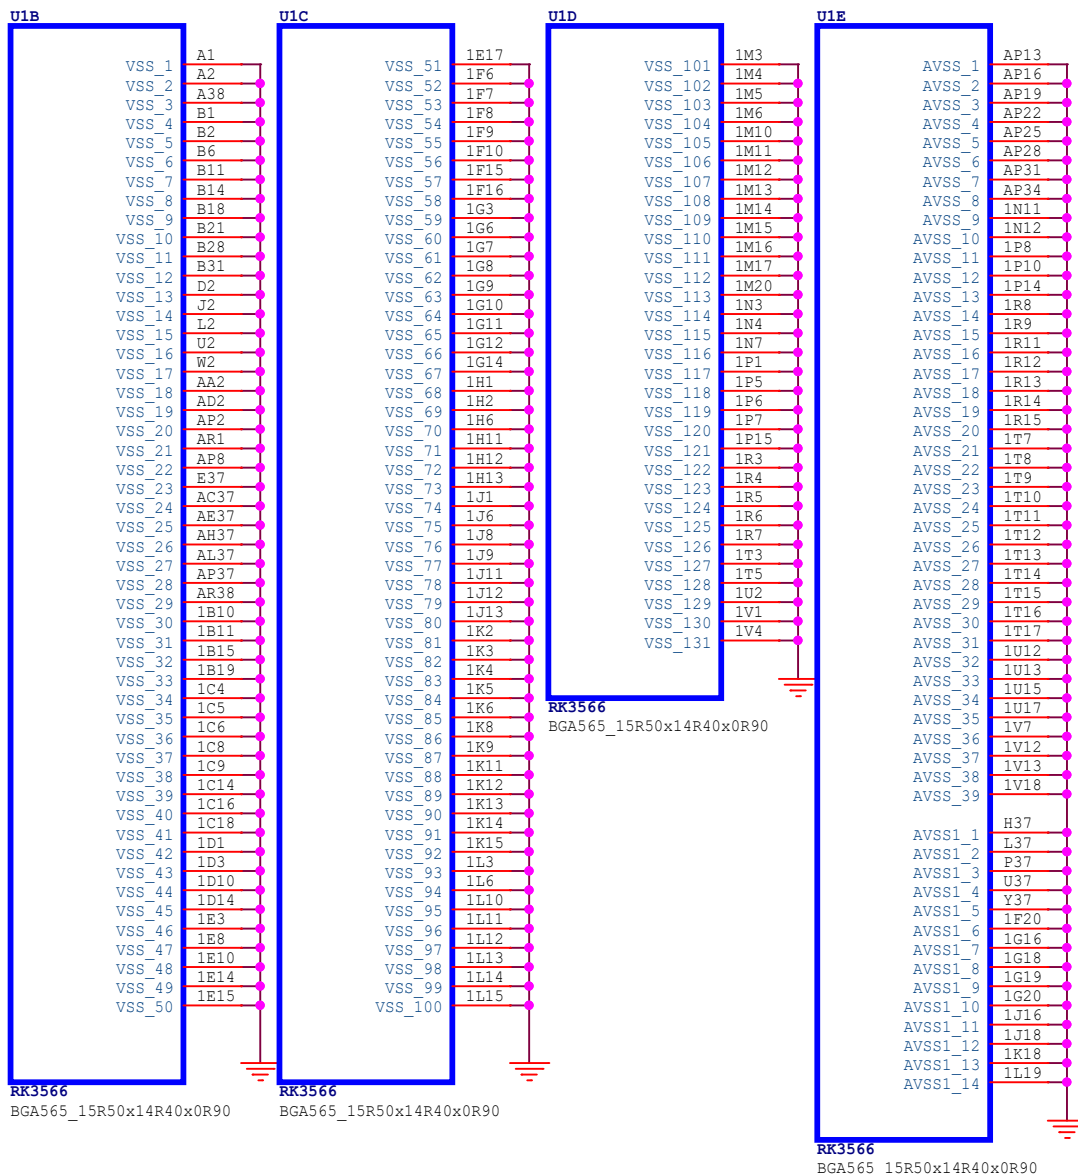 U1B
VSS_1 A1
VSS_2 A2
VSS_3 A38
VSS_4 B1
VSS_5 B2
VSS_6 B6
VSS_7 B11
VSS_8 B14
VSS_9 B18
VSS_10 B21
VSS_11 B28
VSS_12 B31
VSS_13 D2
VSS_14 J2
VSS_15 L2
VSS_16 U2
VSS_17 W2
VSS_18 AA2
VSS_19 AD2
VSS_20 AP2
VSS_21 AR1
VSS_22 AP8
VSS_23 E37
VSS_24 AC37
VSS_25 AE37
VSS_26 AH37
VSS_27 AL37
VSS_28 AP37
VSS_29 AR38
VSS_30 1B10
VSS_31 1B11
VSS_32 1B15
VSS_33 1B19
VSS_34 1C4
VSS_35 1C5
VSS_36 1C6
VSS_37 1C8
VSS_38 1C9
VSS_39 1C14
VSS_40 1C16
VSS_41 1C18
VSS_42 1D1
VSS_43 1D3
VSS_44 1D10
VSS_45 1D14
VSS_46 1E3
VSS_47 1E8
VSS_48 1E10
VSS_49 1E14
VSS_50 1E15
RK3566
BGA565_15R50x14R40x0R90
U1C
VSS_51 1E17
VSS_52 1F6
VSS_53 1F7
VSS_54 1F8
VSS_55 1F9
VSS_56 1F10
VSS_57 1F15
VSS_58 1F16
VSS_59 1G3
VSS_60 1G6
VSS_61 1G7
VSS_62 1G8
VSS_63 1G9
VSS_64 1G10
VSS_65 1G11
VSS_66 1G12
VSS_67 1G14
VSS_68 1H1
VSS_69 1H2
VSS_70 1H6
VSS_71 1H11
VSS_72 1H12
VSS_73 1H13
VSS_74 1J1
VSS_75 1J6
VSS_76 1J8
VSS_77 1J9
VSS_78 1J11
VSS_79 1J12
VSS_80 1J13
VSS_81 1K2
VSS_82 1K3
VSS_83 1K4
VSS_84 1K5
VSS_85 1K6
VSS_86 1K8
VSS_87 1K9
VSS_88 1K11
VSS_89 1K12
VSS_90 1K13
VSS_91 1K14
VSS_92 1K15
VSS_93 1L3
VSS_94 1L6
VSS_95 1L10
VSS_96 1L11
VSS_97 1L12
VSS_98 1L13
VSS_99 1L14
VSS_100 1L15
RK3566
BGA565_15R50x14R40x0R90
U1D
VSS_101 1M3
VSS_102 1M4
VSS_103 1M5
VSS_104 1M6
VSS_105 1M10
VSS_106 1M11
VSS_107 1M12
VSS_108 1M13
VSS_109 1M14
VSS_110 1M15
VSS_111 1M16
VSS_112 1M17
VSS_113 1M20
VSS_114 1N3
VSS_115 1N4
VSS_116 1N7
VSS_117 1P1
VSS_118 1P5
VSS_119 1P6
VSS_120 1P7
VSS_121 1P15
VSS_122 1R3
VSS_123 1R4
VSS_124 1R5
VSS_125 1R6
VSS_126 1R7
VSS_127 1T3
VSS_128 1T5
VSS_129 1U2
VSS_130 1V1
VSS_131 1V4
RK3566
BGA565_15R50x14R40x0R90
U1E
AVSS_1 AP13
AVSS_2 AP16
AVSS_3 AP19
AVSS_4 AP22
AVSS_5 AP25
AVSS_6 AP28
AVSS_7 AP31
AVSS_8 AP34
AVSS_9 1N11
AVSS_10 1N12
AVSS_11 1P8
AVSS_12 1P10
AVSS_13 1P14
AVSS_14 1R8
AVSS_15 1R9
AVSS_16 1R11
AVSS_17 1R12
AVSS_18 1R13
AVSS_19 1R14
AVSS_20 1R15
AVSS_21 1T7
AVSS_22 1T8
AVSS_23 1T9
AVSS_24 1T10
AVSS_25 1T11
AVSS_26 1T12
AVSS_27 1T13
AVSS_28 1T14
AVSS_29 1T15
AVSS_30 1T16
AVSS_31 1T17
AVSS_32 1U12
AVSS_33 1U13
AVSS_34 1U15
AVSS_35 1U17
AVSS_36 1V7
AVSS_37 1V12
AVSS_38 1V13
AVSS_39 1V18
AVSS1_1 H37
AVSS1_2 L37
AVSS1_3 P37
AVSS1_4 U37
AVSS1_5 Y37
AVSS1_6 1F20
AVSS1_7 1G16
AVSS1_8 1G18
AVSS1_9 1G19
AVSS1_10 1G20
AVSS1_11 1J16
AVSS1_12 1J18
AVSS1_13 1K18
AVSS1_14 1L19
RK3566
BGA565_15R50x14R40x0R90